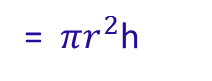 = 𝜋𝑟²h